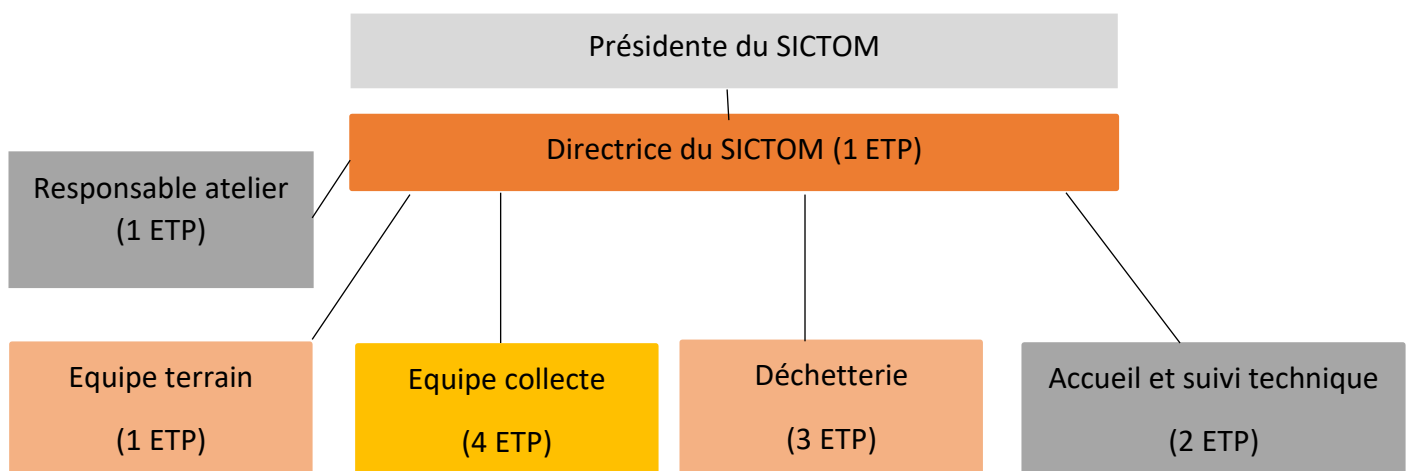 Présidente du SICTOM
Directrice du SICTOM (1 ETP)
Responsable atelier
(1 ETP)
Equipe terrain
(1 ETP)
Equipe collecte
(4 ETP)
Déchetterie
(3 ETP)
Accueil et suivi technique
(2 ETP)